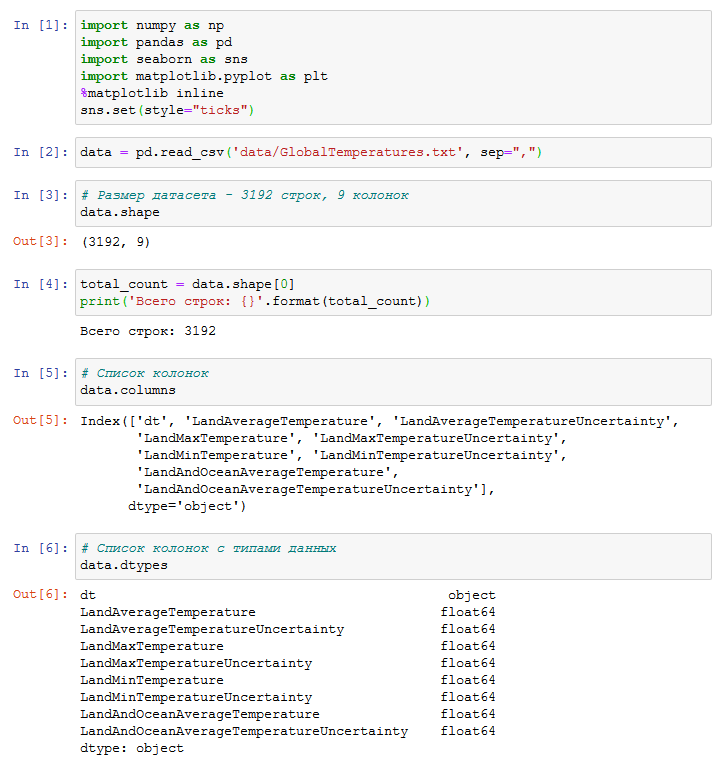 In [1]: import numpy as np
import pandas as pd
import seaborn as sns
import matplotlib.pyplot as plt
%matplotlib inline
sns.set(style="ticks")
In [2]: data = pd.read_csv('data/GlobalTemperatures.txt', sep=",")
In [3]: # Размер датасета - 3192 строк, 9 колонок
data.shape
Out[3]: (3192, 9)
In [4]: total_count = data.shape[0]
print('Всего строк: {}'.format(total_count))
Всего строк: 3192
In [5]: # Список колонок
data.columns
Out[5]: Index(['dt', 'LandAverageTemperature', 'LandAverageTemperatureUncertainty',
'LandMaxTemperature', 'LandMaxTemperatureUncertainty',
'LandMinTemperature', 'LandMinTemperatureUncertainty',
'LandAndOceanAverageTemperature',
'LandAndOceanAverageTemperatureUncertainty'],
dtype='object')
In [6]: # Список колонок с типами данных
data.dtypes
Out[6]: dt object
LandAverageTemperature float64
LandAverageTemperatureUncertainty float64
LandMaxTemperature float64
LandMaxTemperatureUncertainty float64
LandMinTemperature float64
LandMinTemperatureUncertainty float64
LandAndOceanAverageTemperature float64
LandAndOceanAverageTemperatureUncertainty float64
dtype: object